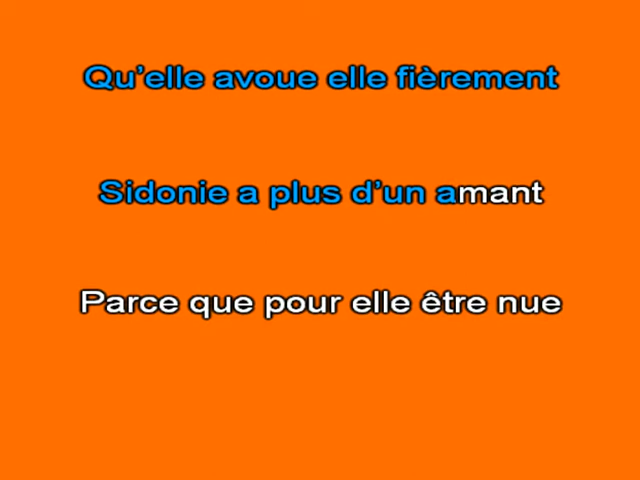 Qu’elle avoue elle fièrement
Sidonie a plus d’un amant
Parce que pour elle être nue